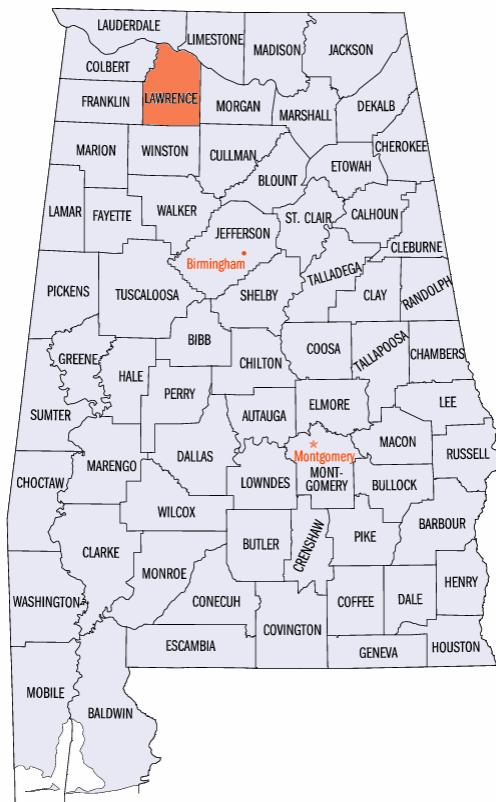 LAUDERDALE
LIMESTONE
MADISON
JACKSON
COLBERT
FRANKLIN
LAWRENCE
MORGAN
MARSHALL
DEKALB
CHEROKEE
MARION
WINSTON
CULLMAN
BLOUNT
ETOWAH
LAMAR
FAYETTE
WALKER
JEFFERSON
Birmingham
ST. CLAIR
CALHOUN
CLEBURNE
PICKENS
TUSCALOOSA
SHELBY
TALLADEGA
CLAY
RANDOLPH
GREENE
HALE
BIBB
CHILTON
COOSA
TALLAPOOSA
CHAMBERS
SUMTER
PERRY
AUTAUGA
ELMORE
LEE
MACON
RUSSELL
CHOCTAW
MARENGO
DALLAS
LOWNDES
Montgomery
MONT-
GOMERY
BULLOCK
WILCOX
BUTLER
CRENSHAW
PIKE
BARBOUR
CLARKE
MONROE
WASHINGTON
CONECUH
COVINGTON
COFFEE
DALE
HENRY
ESCAMBIA
GENEVA
HOUSTON
MOBILE
BALDWIN